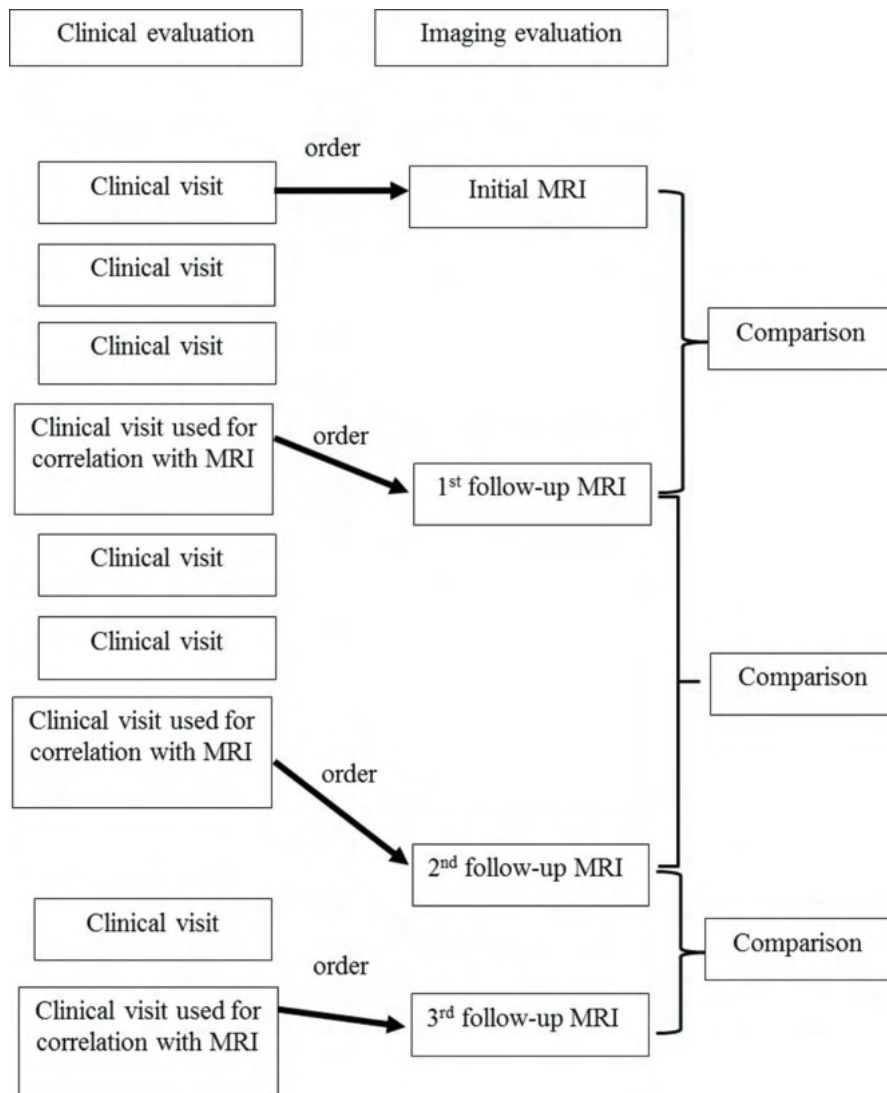 Clinical evaluation
Imaging evaluation
order
Clinical visit
Initial MRI
Clinical visit
Clinical visit
Comparison
Clinical visit used for
correlation with MRI
order
1st follow-up MRI
Clinical visit
Clinical visit
Comparison
Clinical visit used for
correlation with MRI
order
2nd follow-up MRI
Clinical visit
Comparison
order
Clinical visit used for
correlation with MRI
3rd follow-up MRI